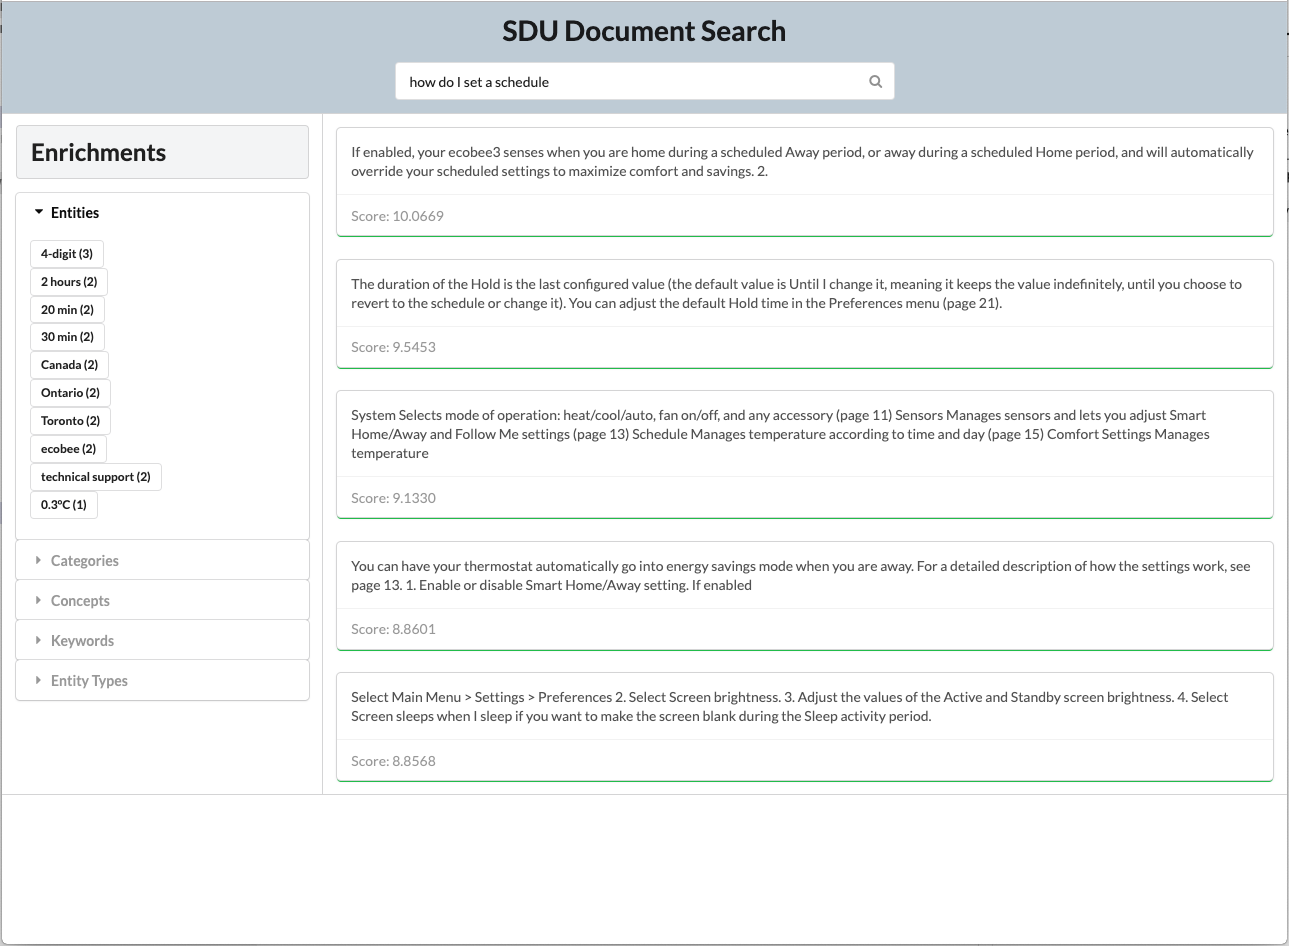 SDU Document Search
how do I set a schedule
Enrichments
Entities
4-digit (3)
2 hours (2)
20 min (2)
30 min (2)
Canada (2)
Ontario (2)
Toronto (2)
ecobee (2)
technical support (2)
0.3°C (1)
Categories
Concepts
Keywords
Entity Types
If enabled, your ecobee3 senses when you are home during a scheduled Away period, or away during a scheduled Home period, and will automatically
override your scheduled settings to maximize comfort and savings. 2.
Score: 10.0669
The duration of the Hold is the last configured value (the default value is Until I change it, meaning it keeps the value indefinitely, until you choose to
revert to the schedule or change it). You can adjust the default Hold time in the Preferences menu (page 21).
Score: 9.5453
System Selects mode of operation: heat/cool/auto, fan on/off, and any accessory (page 11) Sensors Manages sensors and lets you adjust Smart
Home/Away and Follow Me settings (page 13) Schedule Manages temperature according to time and day (page 15) Comfort Settings Manages
temperature
Score: 9.1330
You can have your thermostat automatically go into energy savings mode when you are away. For a detailed description of how the settings work, see
page 13. 1. Enable or disable Smart Home/Away setting. If enabled
Score: 8.8601
Select Main Menu > Settings > Preferences 2. Select Screen brightness. 3. Adjust the values of the Active and Standby screen brightness. 4. Select
Screen sleeps when I sleep if you want to make the screen blank during the Sleep activity period.
Score: 8.8568